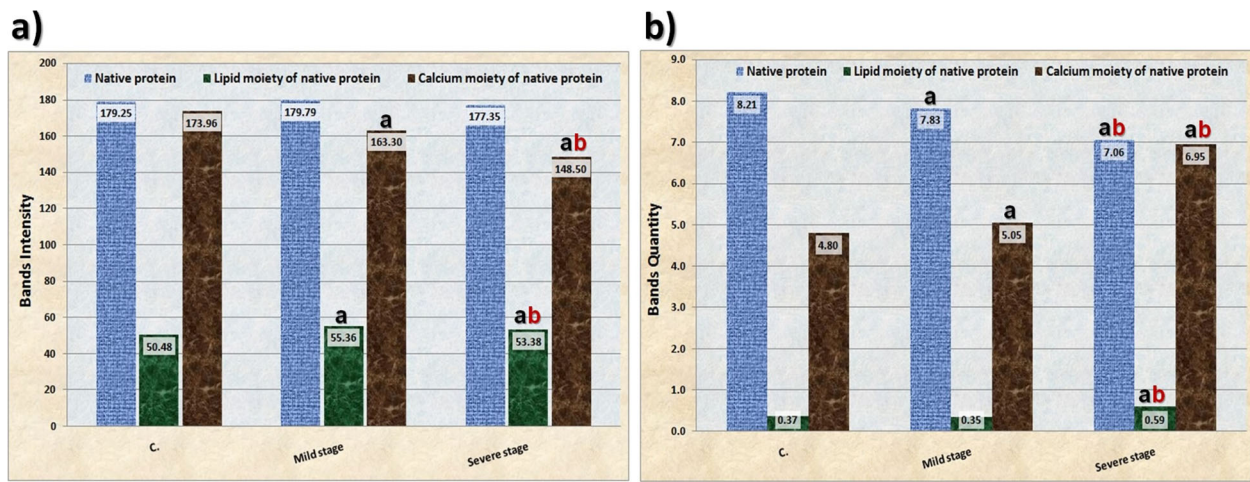 a)
Native protein Lipid moiety of native protein Calcium moiety of native protein
Bands Intensity
200
180
160
140
120
100
80
60
40
20
0
179.25
50.48
173.96
179.79
a
55.36
a
163.30
177.35
ab
53.38
ab
148.50
C.
Mild stage
Severe stage
b)
Native protein Lipid moiety of native protein Calcium moiety of native protein
Bands Quantity
9.0
8.0
7.0
6.0
5.0
4.0
3.0
2.0
1.0
0.0
8.21
0.37
4.80
a
7.83
0.35
a
5.05
ab
7.06
ab
0.59
ab
6.95
C.
Mild stage
Severe stage